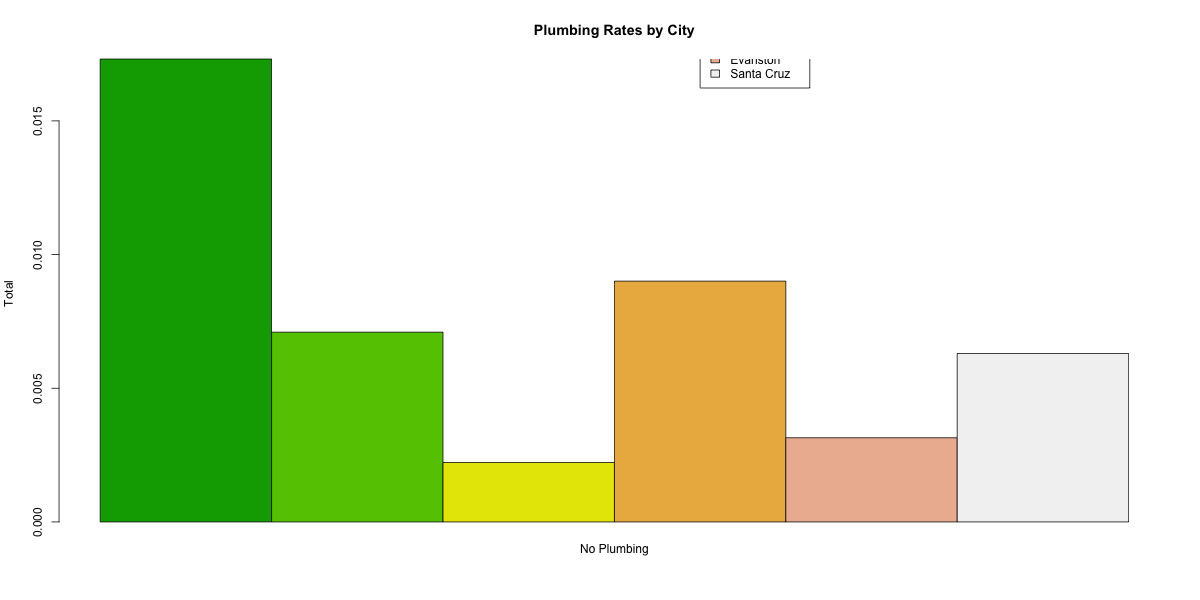 Plumbing Rates by City
Evanston
Santa Cruz
0.015
0.010
0.005
0.000
Total
No Plumbing